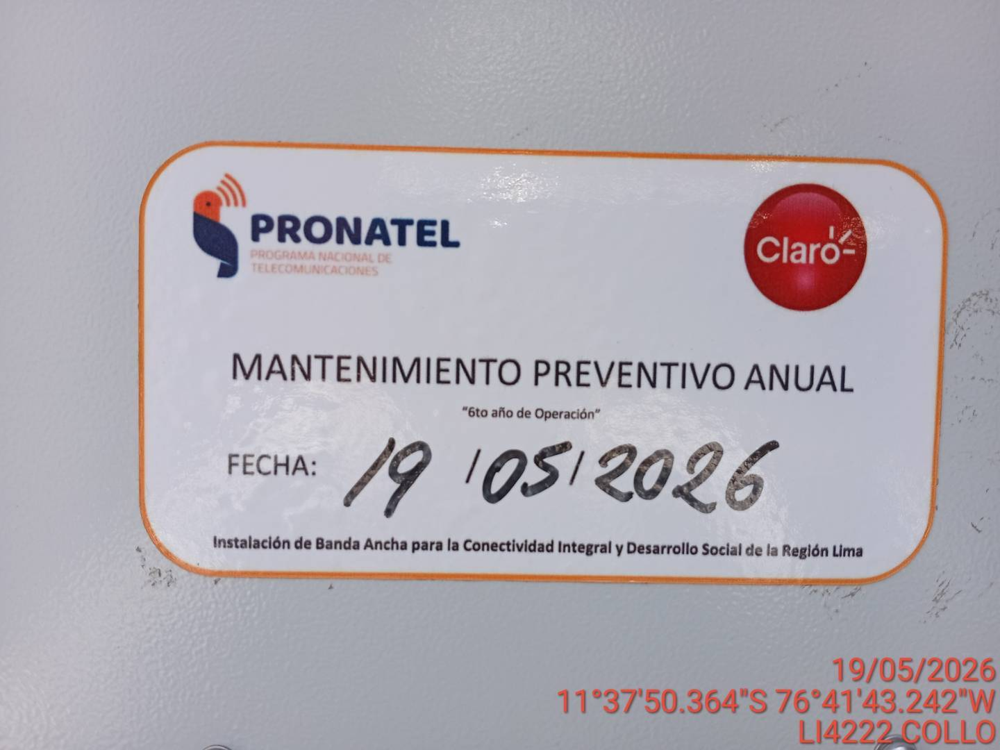 PRONATEL
PROGRAMA NACIONAL DE
TELECOMUNICACIONES
Claro
MANTENIMIENTO PREVENTIVO ANUAL
"6to año de Operación"
FECHA: 19 / 05 / 2026
Instalación de Banda Ancha para la Conectividad Integral y Desarrollo Social de la Región Lima
19/05/2026
11°37'50.364"S 76°41'43.242"W
LI4222 COLLO